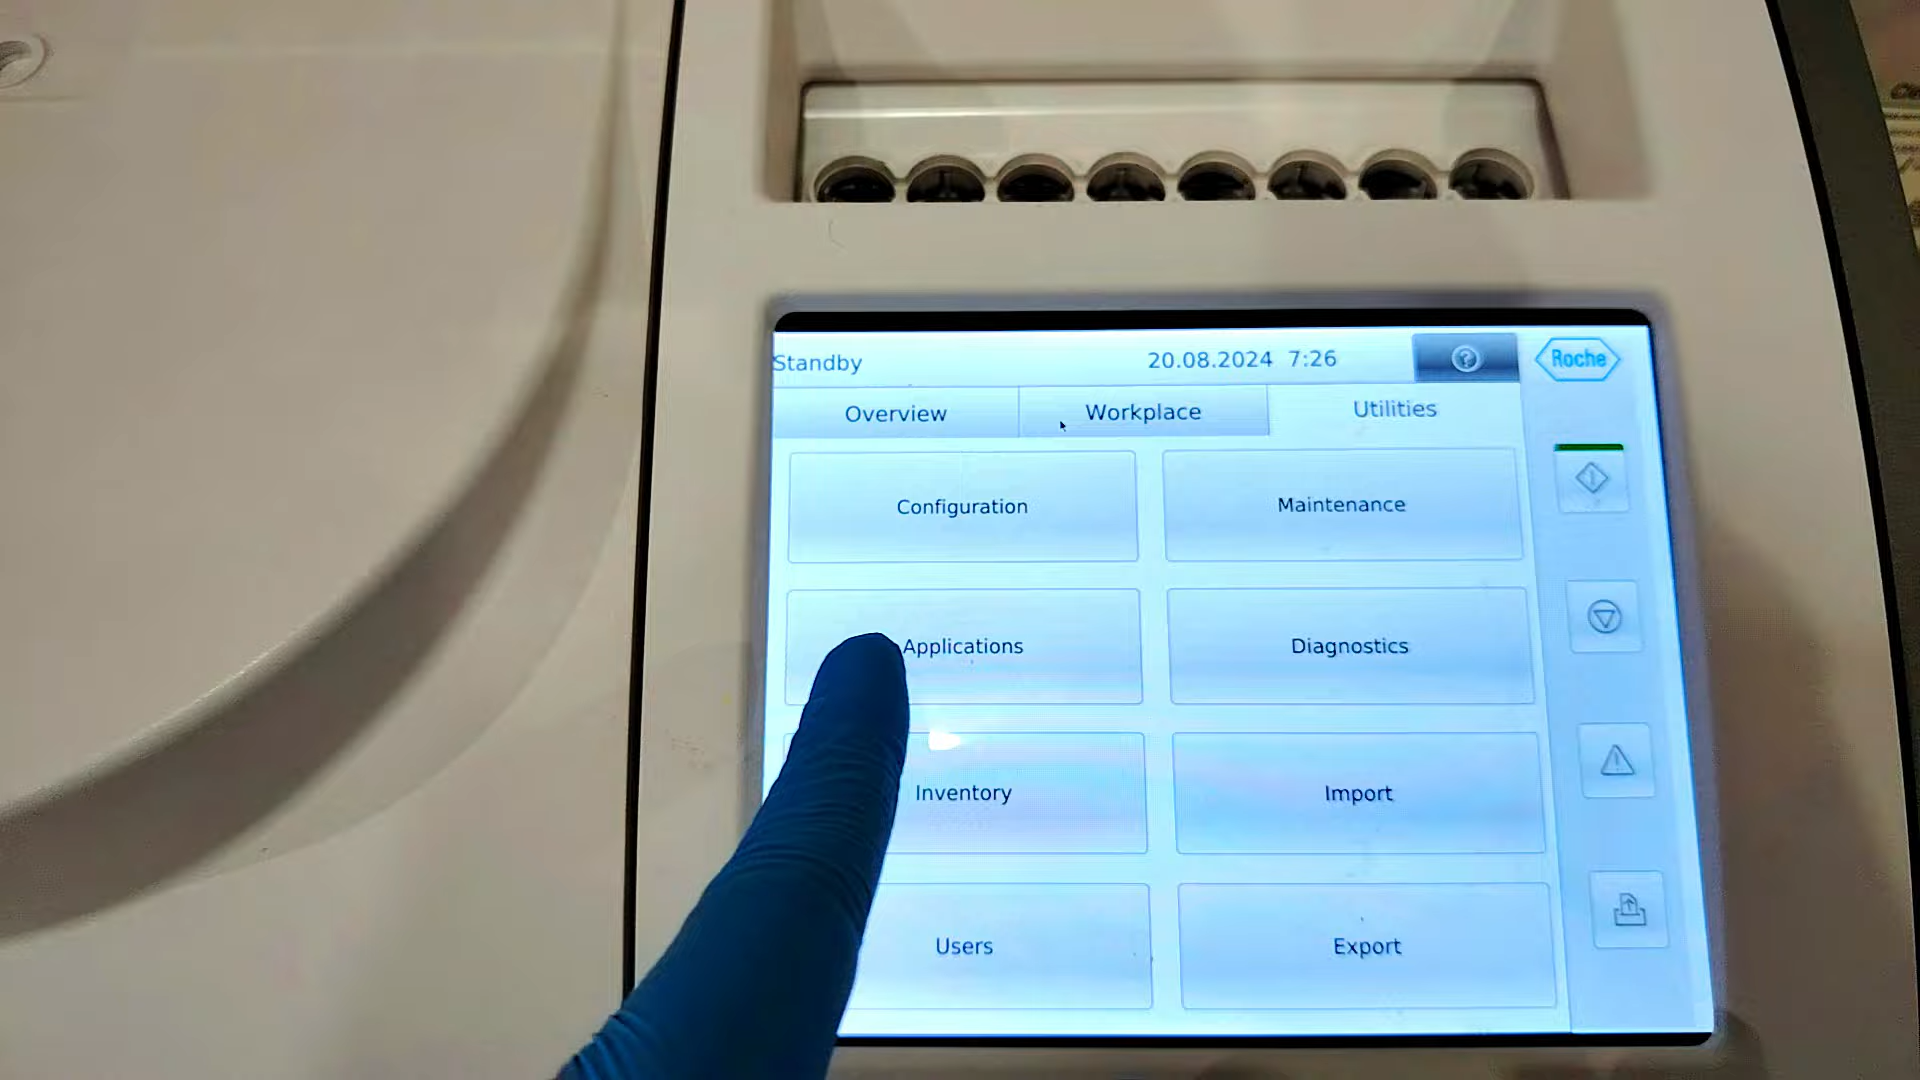 Standby 20.08.2024 7:26 Roche
Overview Workplace Utilities
Configuration Maintenance
Applications Diagnostics
Inventory Import
Users Export